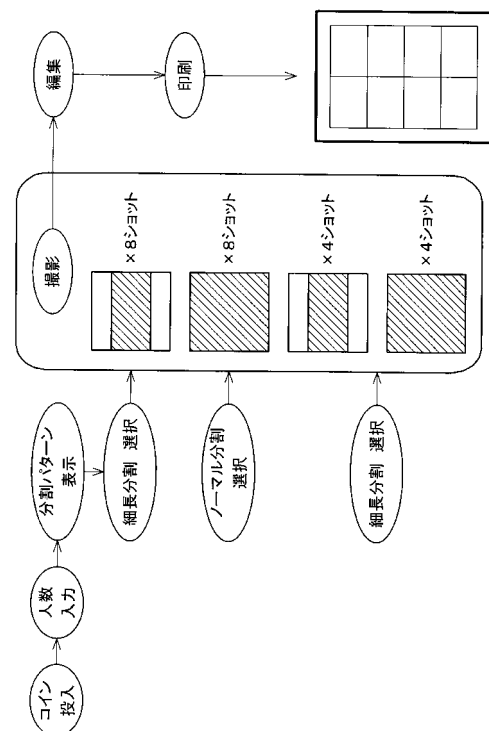 コイン
投入
人数
入力
分割パターン
表示
細長分割 選択
ノーマル分割
選択
細長分割 選択
撮影
×8ショット
×8ショット
×4ショット
×4ショット
編集
印刷